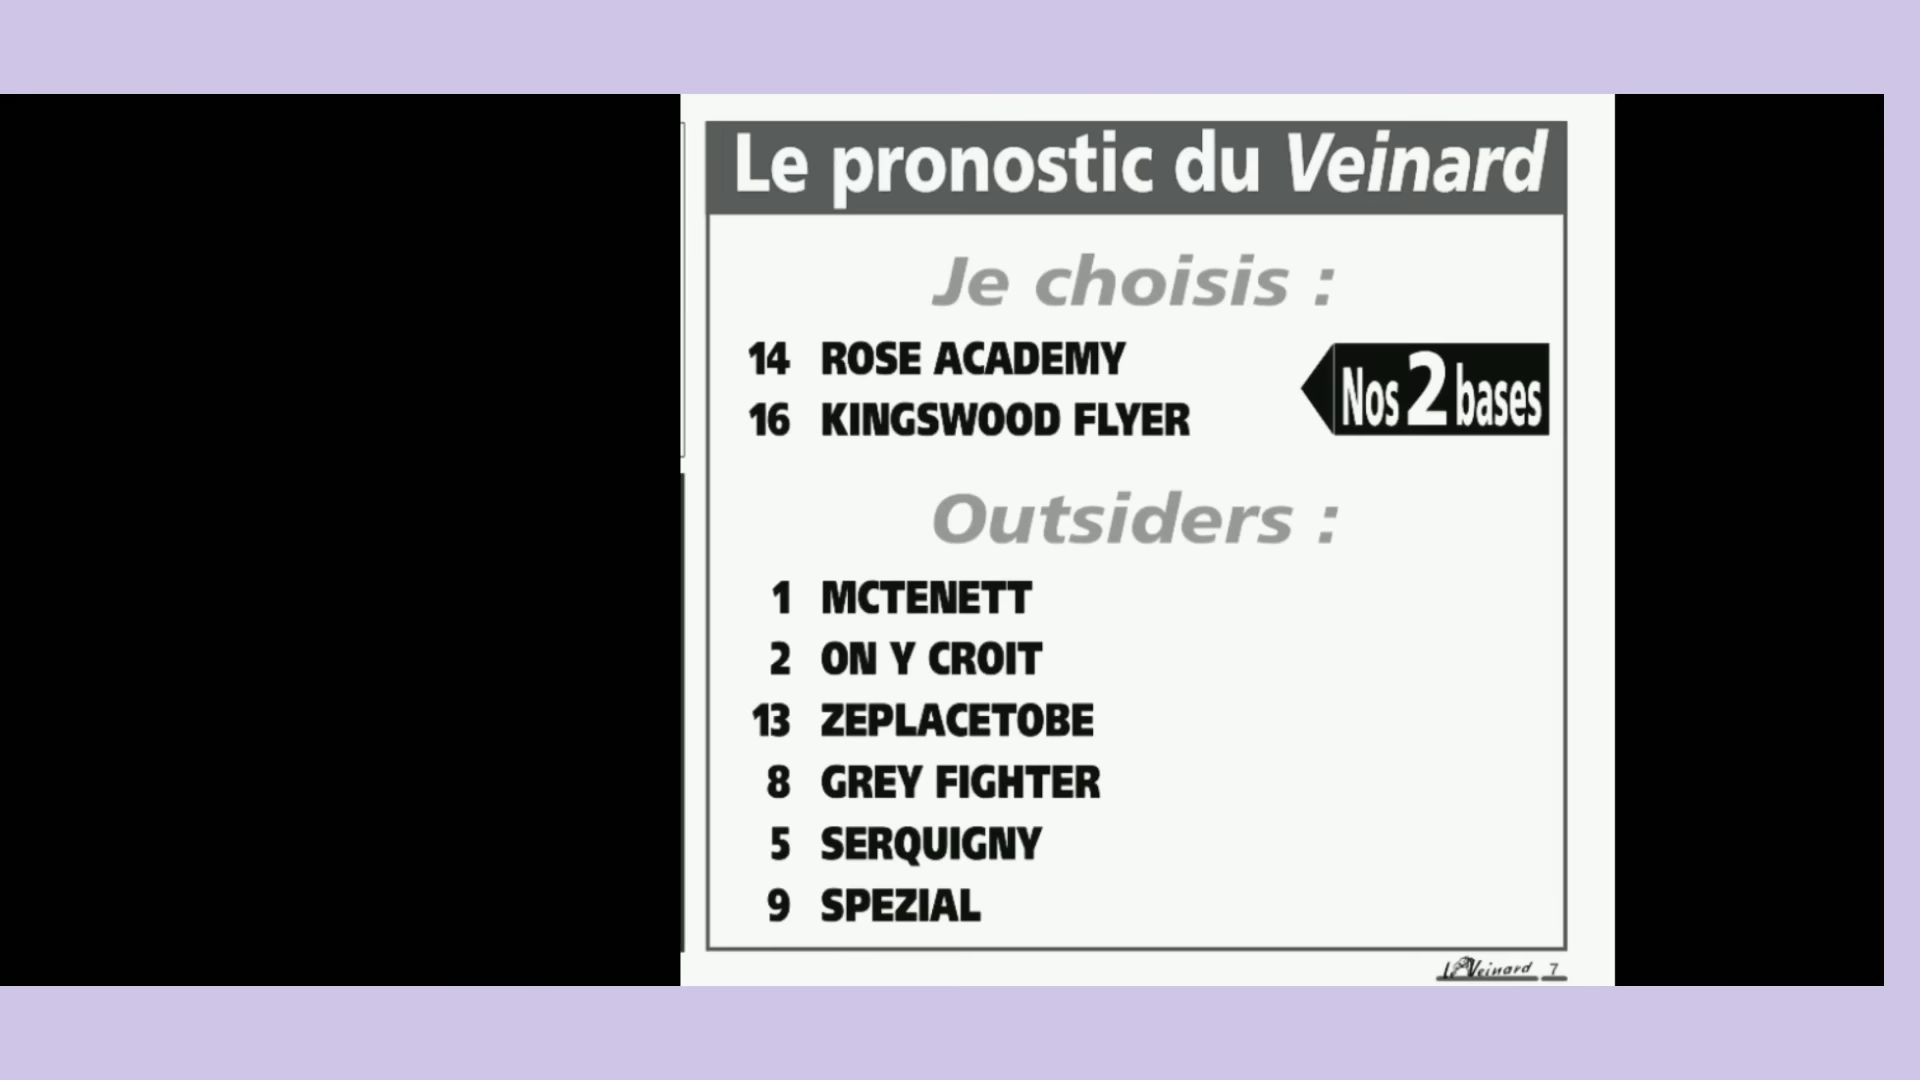 Le pronostic du Veinard
Je choisis :
14 ROSE ACADEMY
16 KINGSWOOD FLYER
Nos 2 bases
Outsiders :
1 MCTENETT
2 ON Y CROIT
13 ZEPLACETOBE
8 GREY FIGHTER
5 SERQUIGNY
9 SPEZIAL
Le Veinard 7